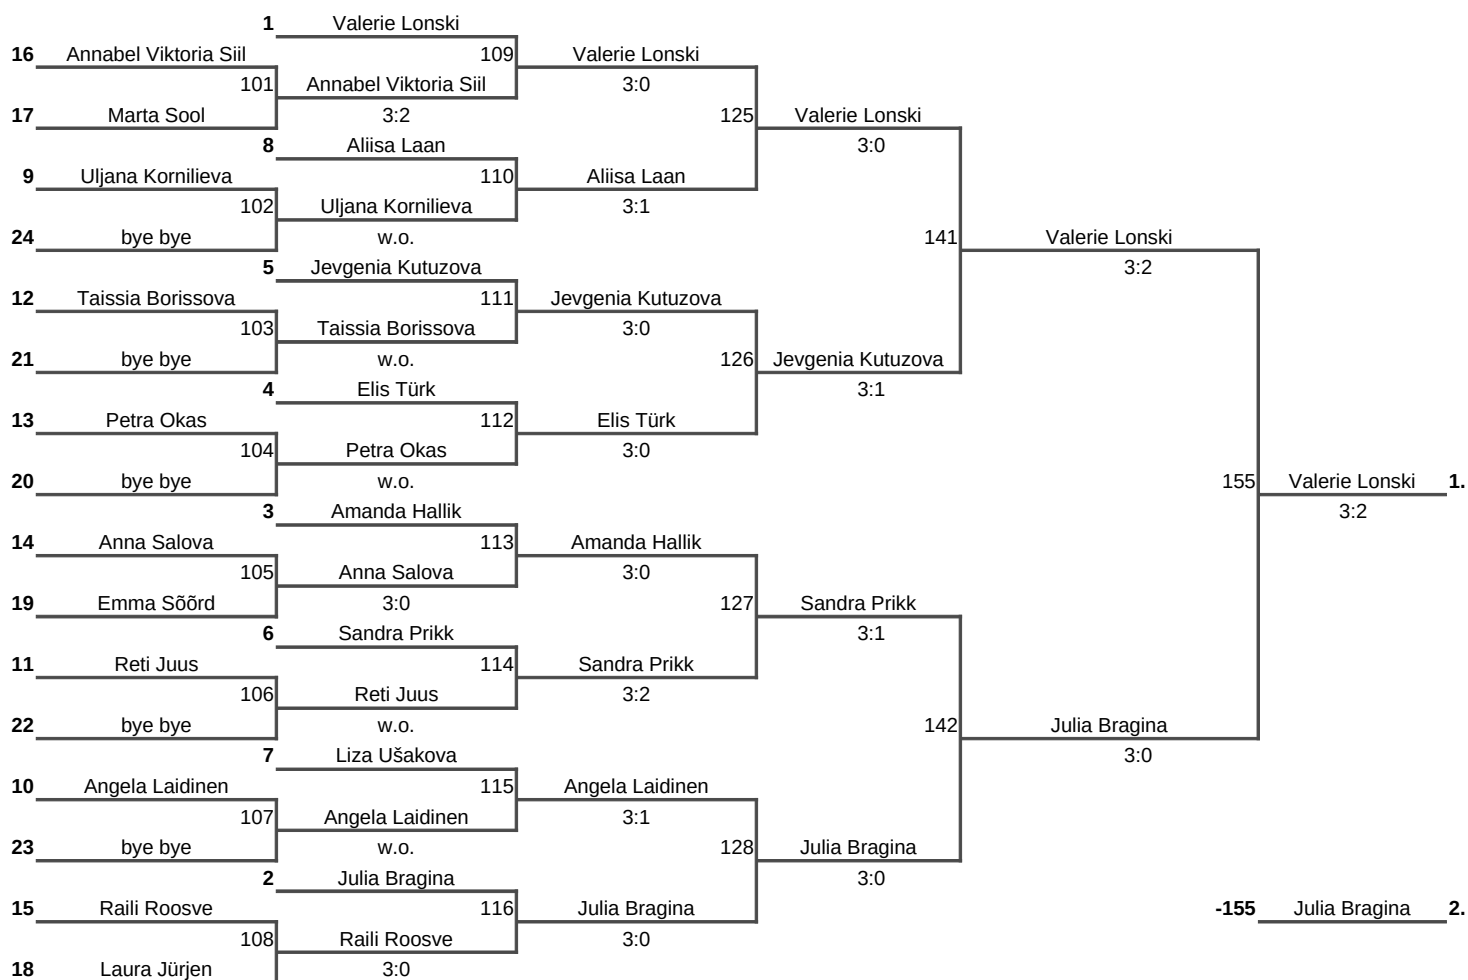 1 Valerie Lonski
16 Annabel Viktoria Siil 109 Valerie Lonski
101 Annabel Viktoria Siil 3:0
17 Marta Sool 3:2 125 Valerie Lonski
8 Aliisa Laan 3:0
9 Uljana Kornilieva 110 Aliisa Laan
102 Uljana Kornilieva 3:1
24 bye bye w.o. 141 Valerie Lonski
5 Jevgenia Kutuzova 3:2
12 Taissia Borissova 111 Jevgenia Kutuzova
103 Taissia Borissova 3:0
21 bye bye w.o. 126 Jevgenia Kutuzova
4 Elis Türk 3:1
13 Petra Okas 112 Elis Türk
104 Petra Okas 3:0
20 bye bye w.o. 155 Valerie Lonski 1.
3 Amanda Hallik 3:2
14 Anna Salova 113 Amanda Hallik
105 Anna Salova 3:0
19 Emma Sõõrd 3:0 127 Sandra Prikk
6 Sandra Prikk 3:1
11 Reti Juus 114 Sandra Prikk
106 Reti Juus 3:2
22 bye bye w.o. 142 Julia Bragina
7 Liza Ušakova 3:0
10 Angela Laidinen 115 Angela Laidinen
107 Angela Laidinen 3:1
23 bye bye w.o. 128 Julia Bragina
2 Julia Bragina 3:0
15 Raili Roosve 116 Julia Bragina -155 Julia Bragina 2.
108 Raili Roosve 3:0
18 Laura Jürjen 3:0